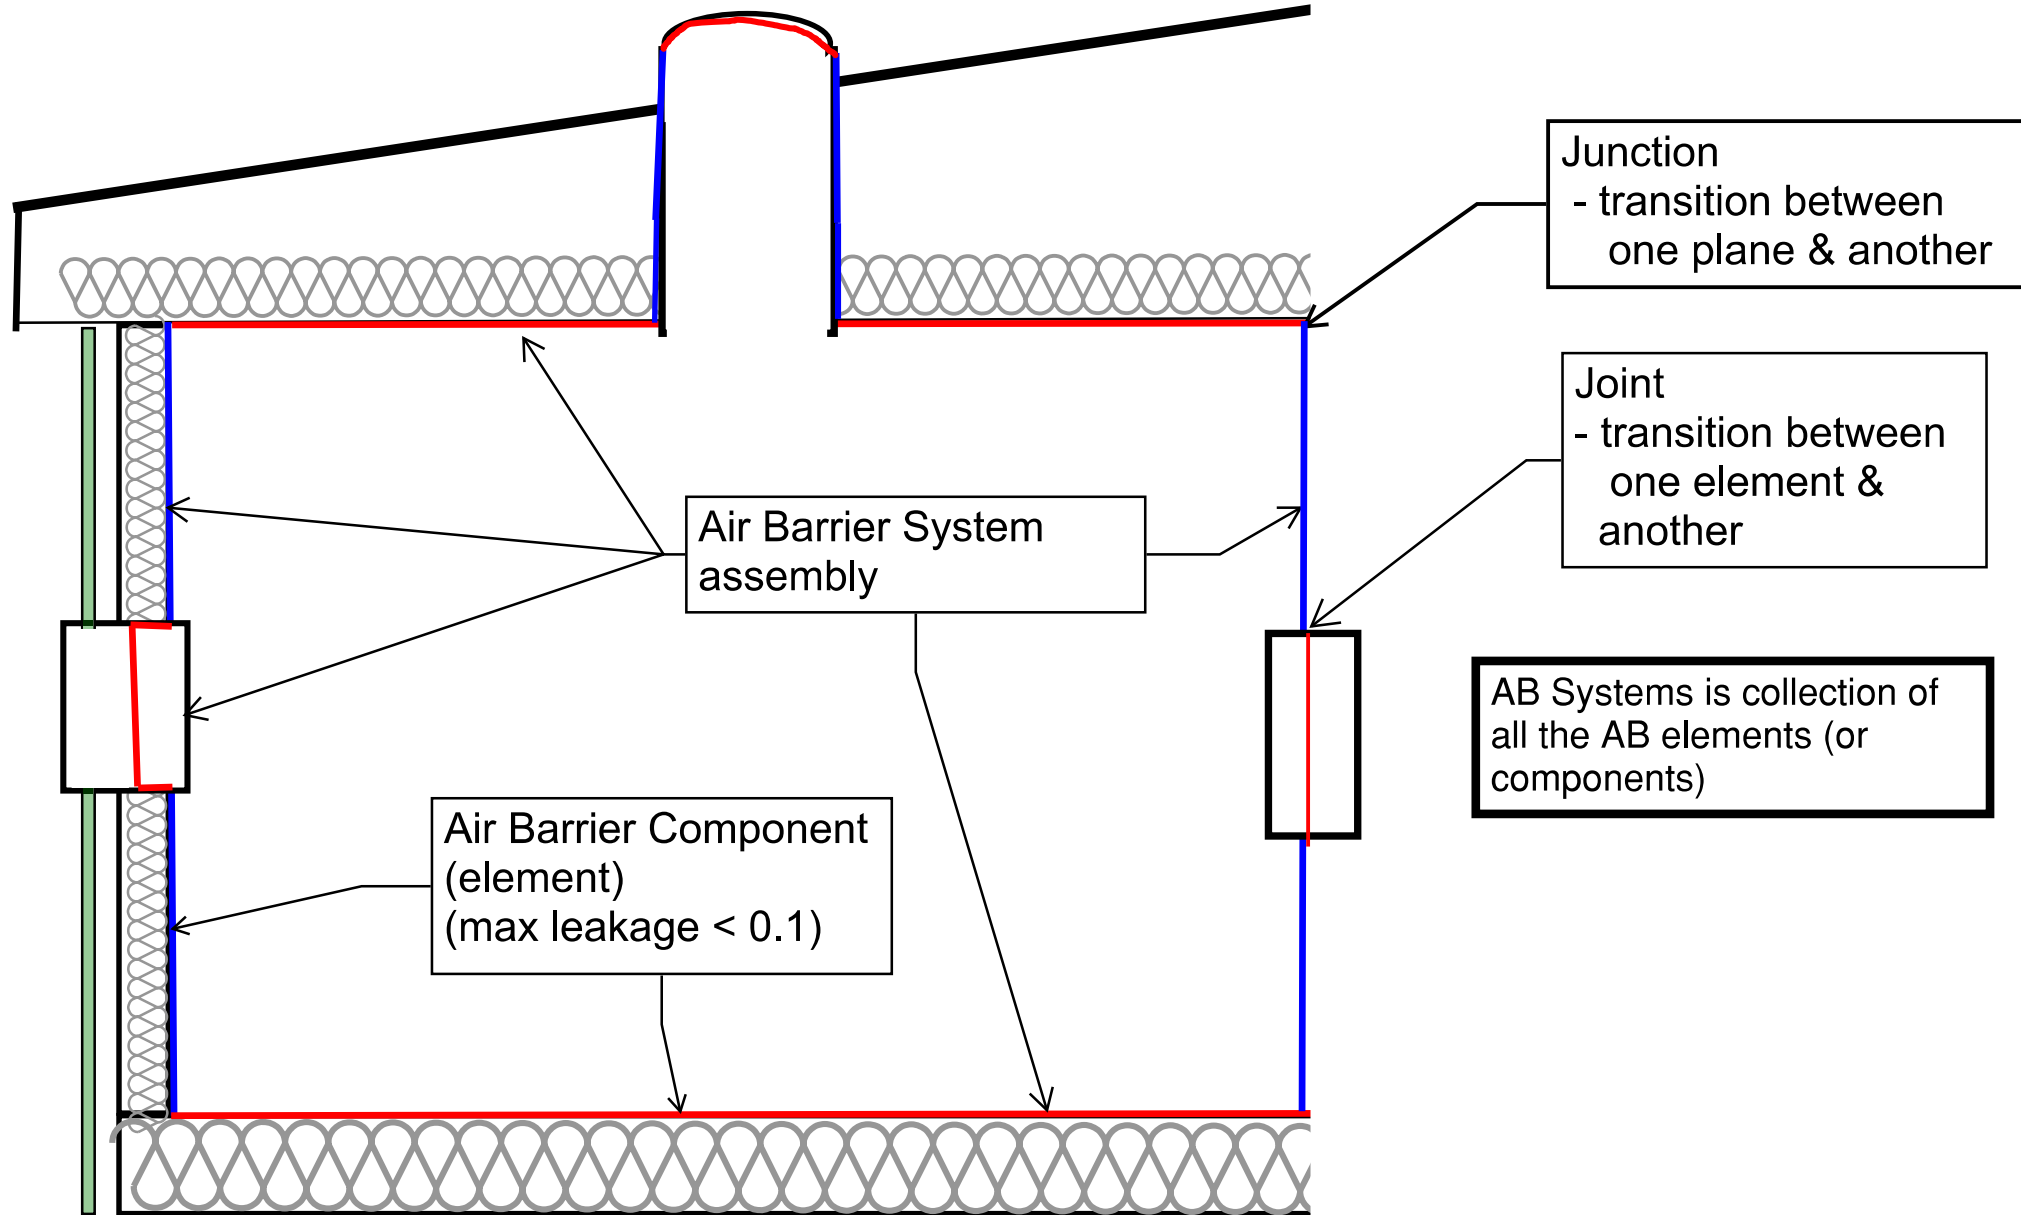 Junction
- transition between
one plane & another
Joint
- transition between
one element &
another
Air Barrier System
assembly
AB Systems is collection of
all the AB elements (or
components)
Air Barrier Component
(element)
(max leakage < 0.1)